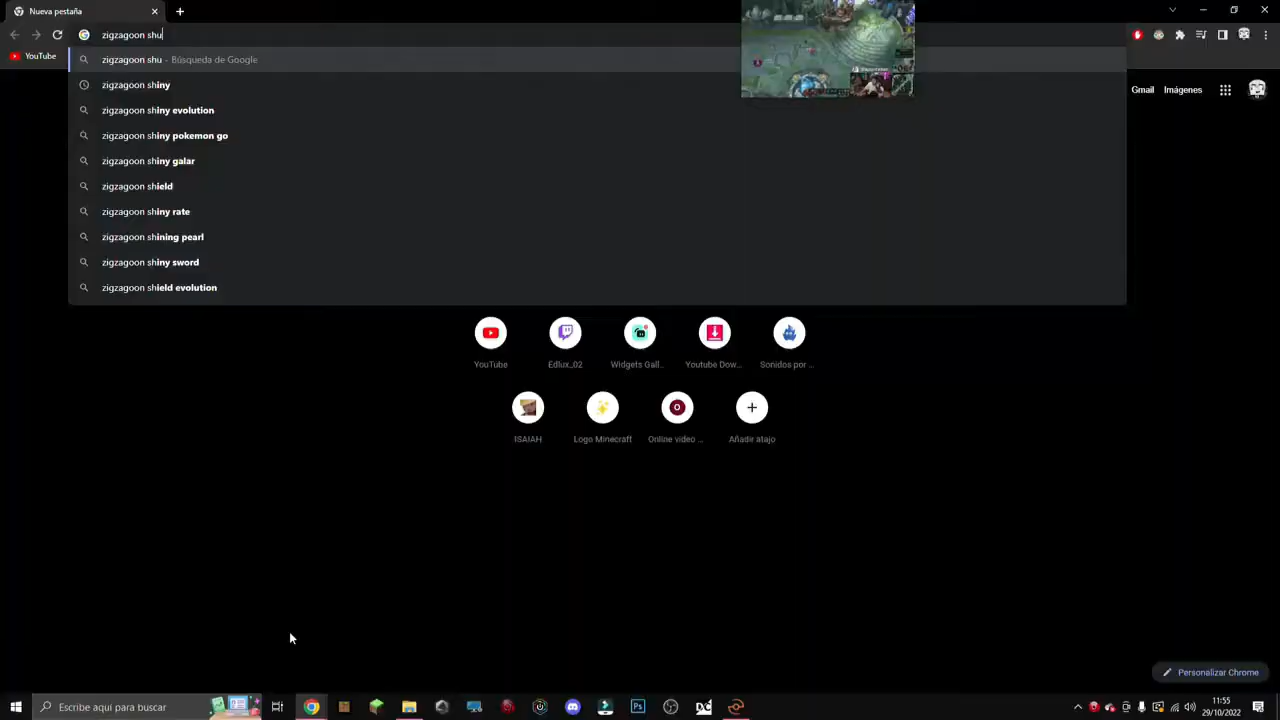 Nueva pestaña
zigzagoon shu
YouTube
zigzagoon shu - Búsqueda de Google
zigzagoon shiny
zigzagoon shiny evolution
zigzagoon shiny pokemon go
zigzagoon shiny galar
zigzagoon shield
zigzagoon shiny rate
zigzagoon shining pearl
zigzagoon shiny sword
zigzagoon shield evolution
Gmail Imágenes
YouTube
Edlux_02
Widgets Gall...
Youtube Dow...
Sonidos por ...
ISAIAH
Logo Minecraft
Online video ...
Añadir atajo
Personalizar Chrome
Escribe aquí para buscar
11:55
29/10/2022